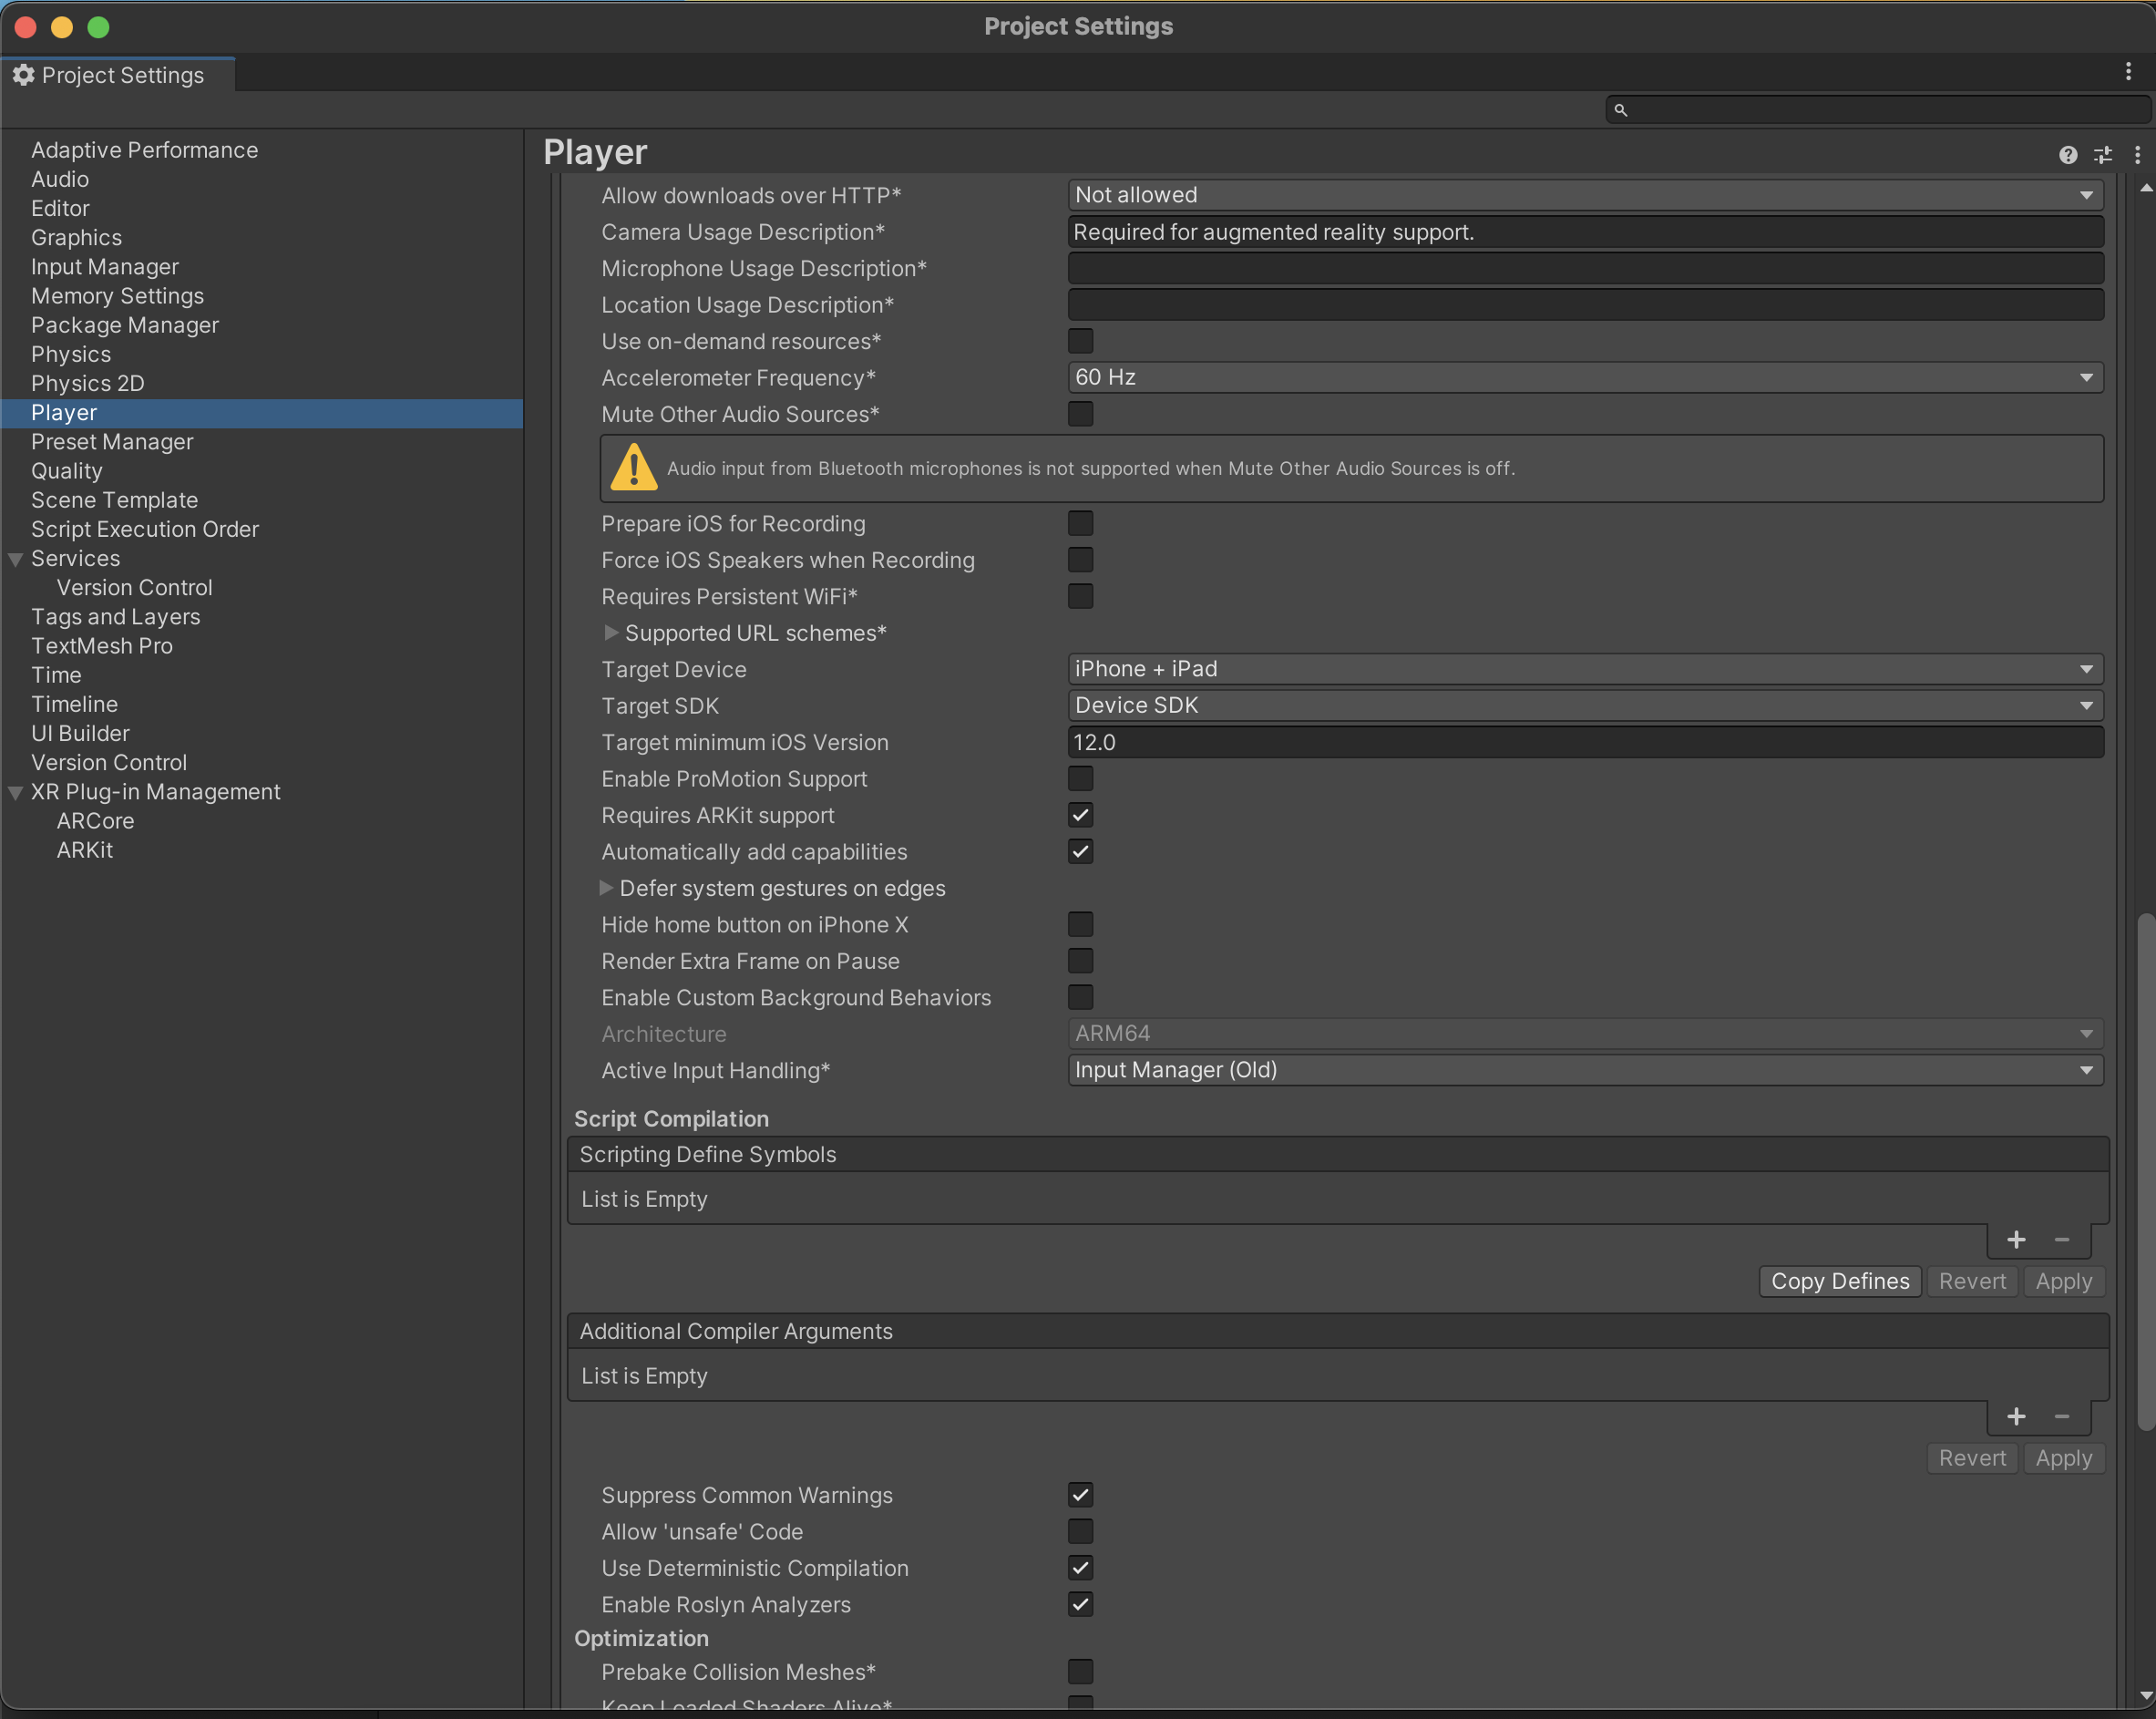 Project Settings
Project Settings
Adaptive Performance
Audio
Editor
Graphics
Input Manager
Memory Settings
Package Manager
Physics
Physics 2D
Player
Preset Manager
Quality
Scene Template
Script Execution Order
Services
Version Control
Tags and Layers
TextMesh Pro
Time
Timeline
UI Builder
Version Control
XR Plug-in Management
ARCore
ARKit
Player
Allow downloads over HTTP* Not allowed
Camera Usage Description* Required for augmented reality support.
Microphone Usage Description*
Location Usage Description*
Use on-demand resources*
Accelerometer Frequency* 60 Hz
Mute Other Audio Sources*
Audio input from Bluetooth microphones is not supported when Mute Other Audio Sources is off.
Prepare iOS for Recording
Force iOS Speakers when Recording
Requires Persistent WiFi*
Supported URL schemes*
Target Device iPhone + iPad
Target SDK Device SDK
Target minimum iOS Version 12.0
Enable ProMotion Support
Requires ARKit support
Automatically add capabilities
Defer system gestures on edges
Hide home button on iPhone X
Render Extra Frame on Pause
Enable Custom Background Behaviors
Architecture ARM64
Active Input Handling* Input Manager (Old)
Script Compilation
Scripting Define Symbols
List is Empty
+ −
Copy Defines Revert Apply
Additional Compiler Arguments
List is Empty
+ −
Revert Apply
Suppress Common Warnings
Allow 'unsafe' Code
Use Deterministic Compilation
Enable Roslyn Analyzers
Optimization
Prebake Collision Meshes*
Keep Loaded Shaders Alive*